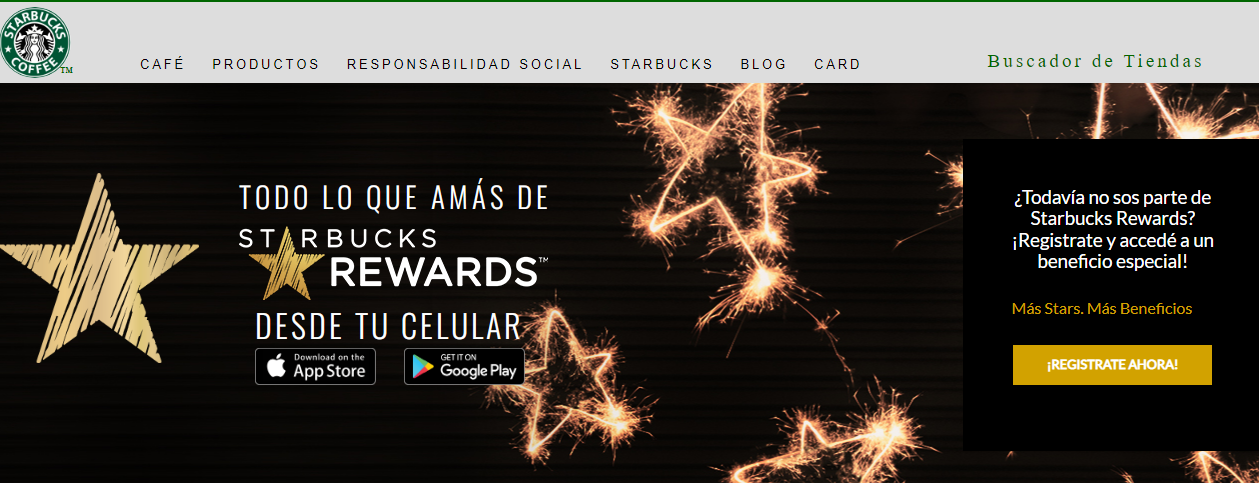 STARBUCKS
COFFEE
TM
CAFÉ PRODUCTOS RESPONSABILIDAD SOCIAL STARBUCKS BLOG CARD
Buscador de Tiendas
TODO LO QUE AMÁS DE
STARBUCKS
REWARDS™
DESDE TU CELULAR
Download on the
App Store
GET IT ON
Google Play
¿Todavía no sos parte de
Starbucks Rewards?
¡Registrate y accedé a un
beneficio especial!
Más Stars. Más Beneficios
¡REGISTRATE AHORA!